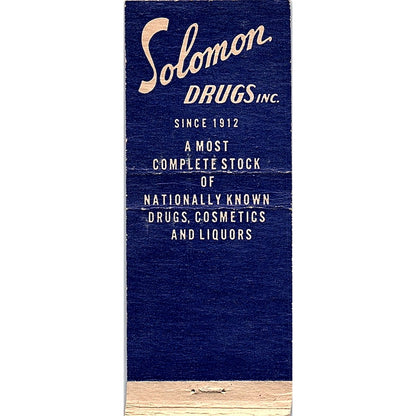 Solomon
DRUGS INC.
SINCE 1912
A MOST
COMPLETE STOCK
OF
NATIONALLY KNOWN
DRUGS, COSMETICS
AND LIQUORS